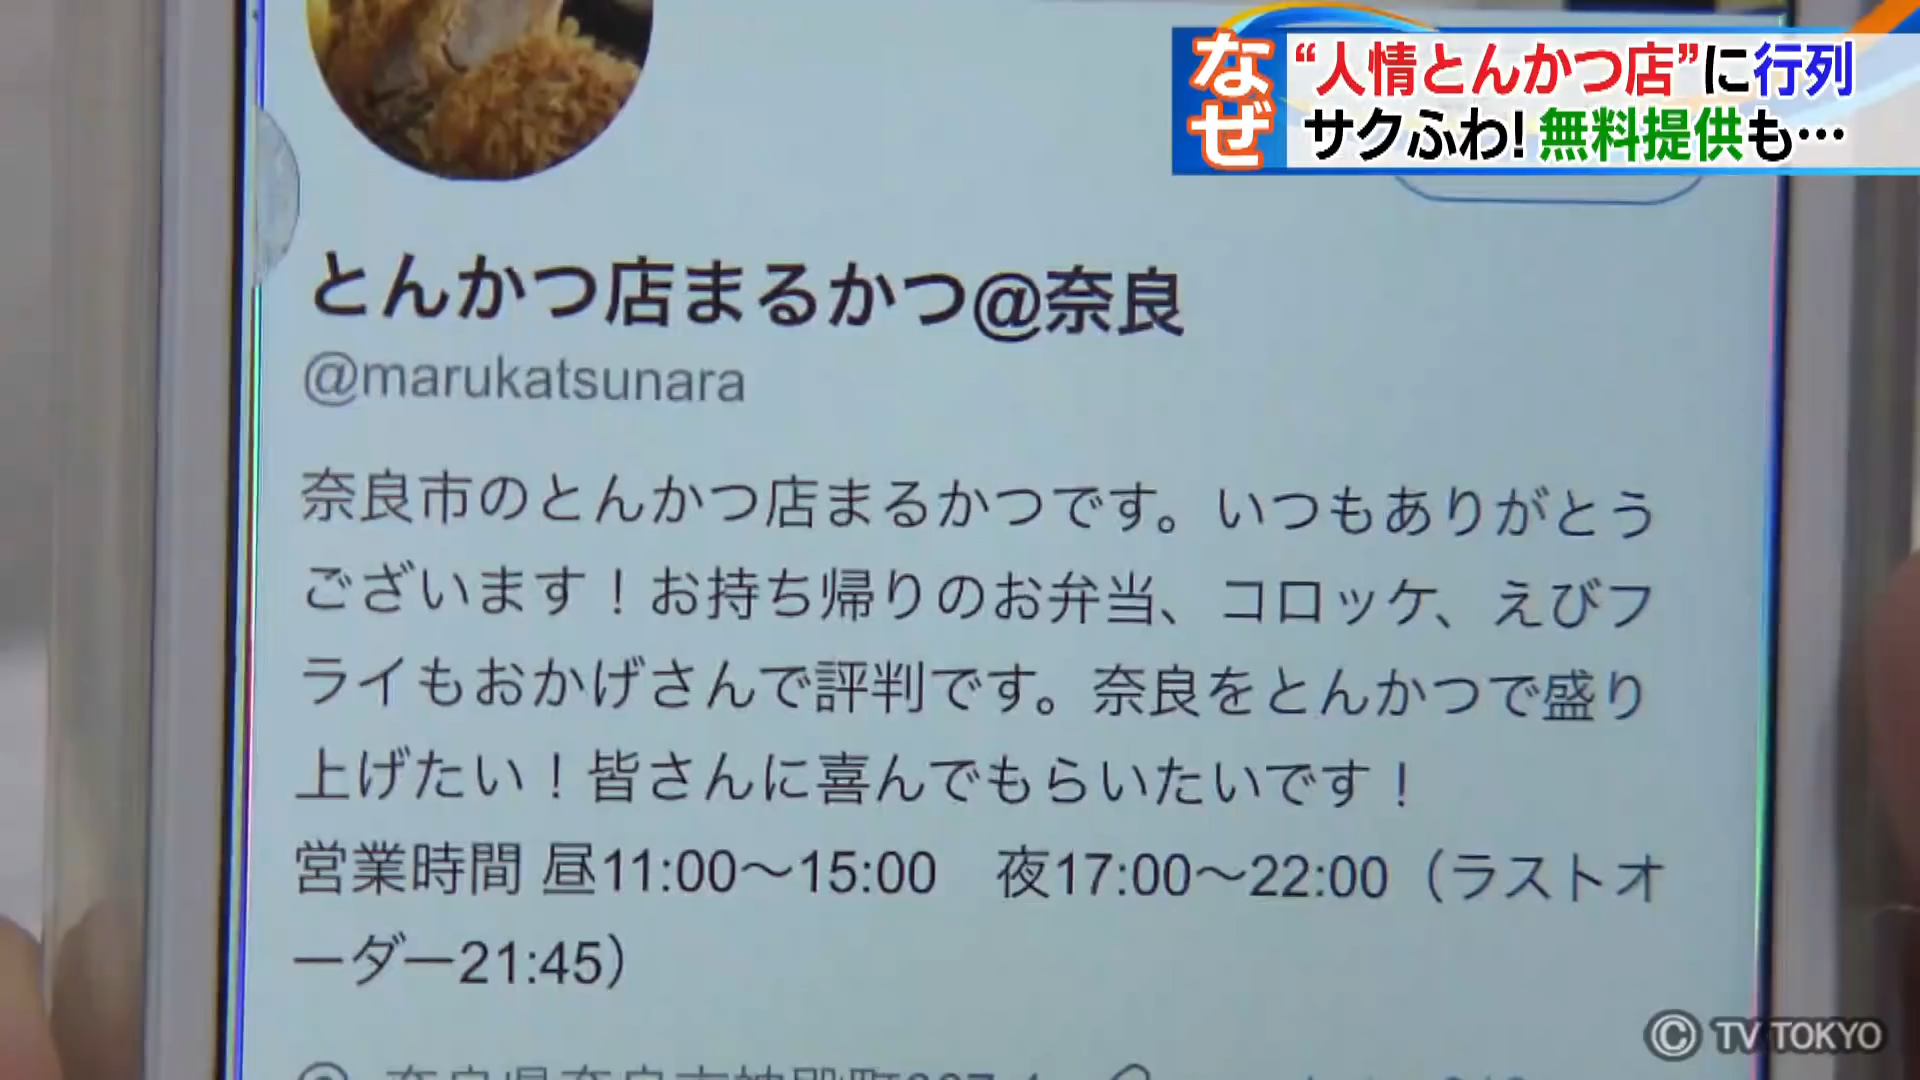 なぜ
“人情とんかつ店”に行列
サクふわ!無料提供も…
とんかつ店まるかつ@奈良
@marukatsunara
奈良市のとんかつ店まるかつです。いつもありがとう
ございます！お持ち帰りのお弁当、コロッケ、えびフ
ライもおかげさんで評判です。奈良をとんかつで盛り
上げたい！皆さんに喜んでもらいたいです！
営業時間 昼11:00〜15:00　夜17:00〜22:00（ラストオ
ーダー21:45）
© TV TOKYO